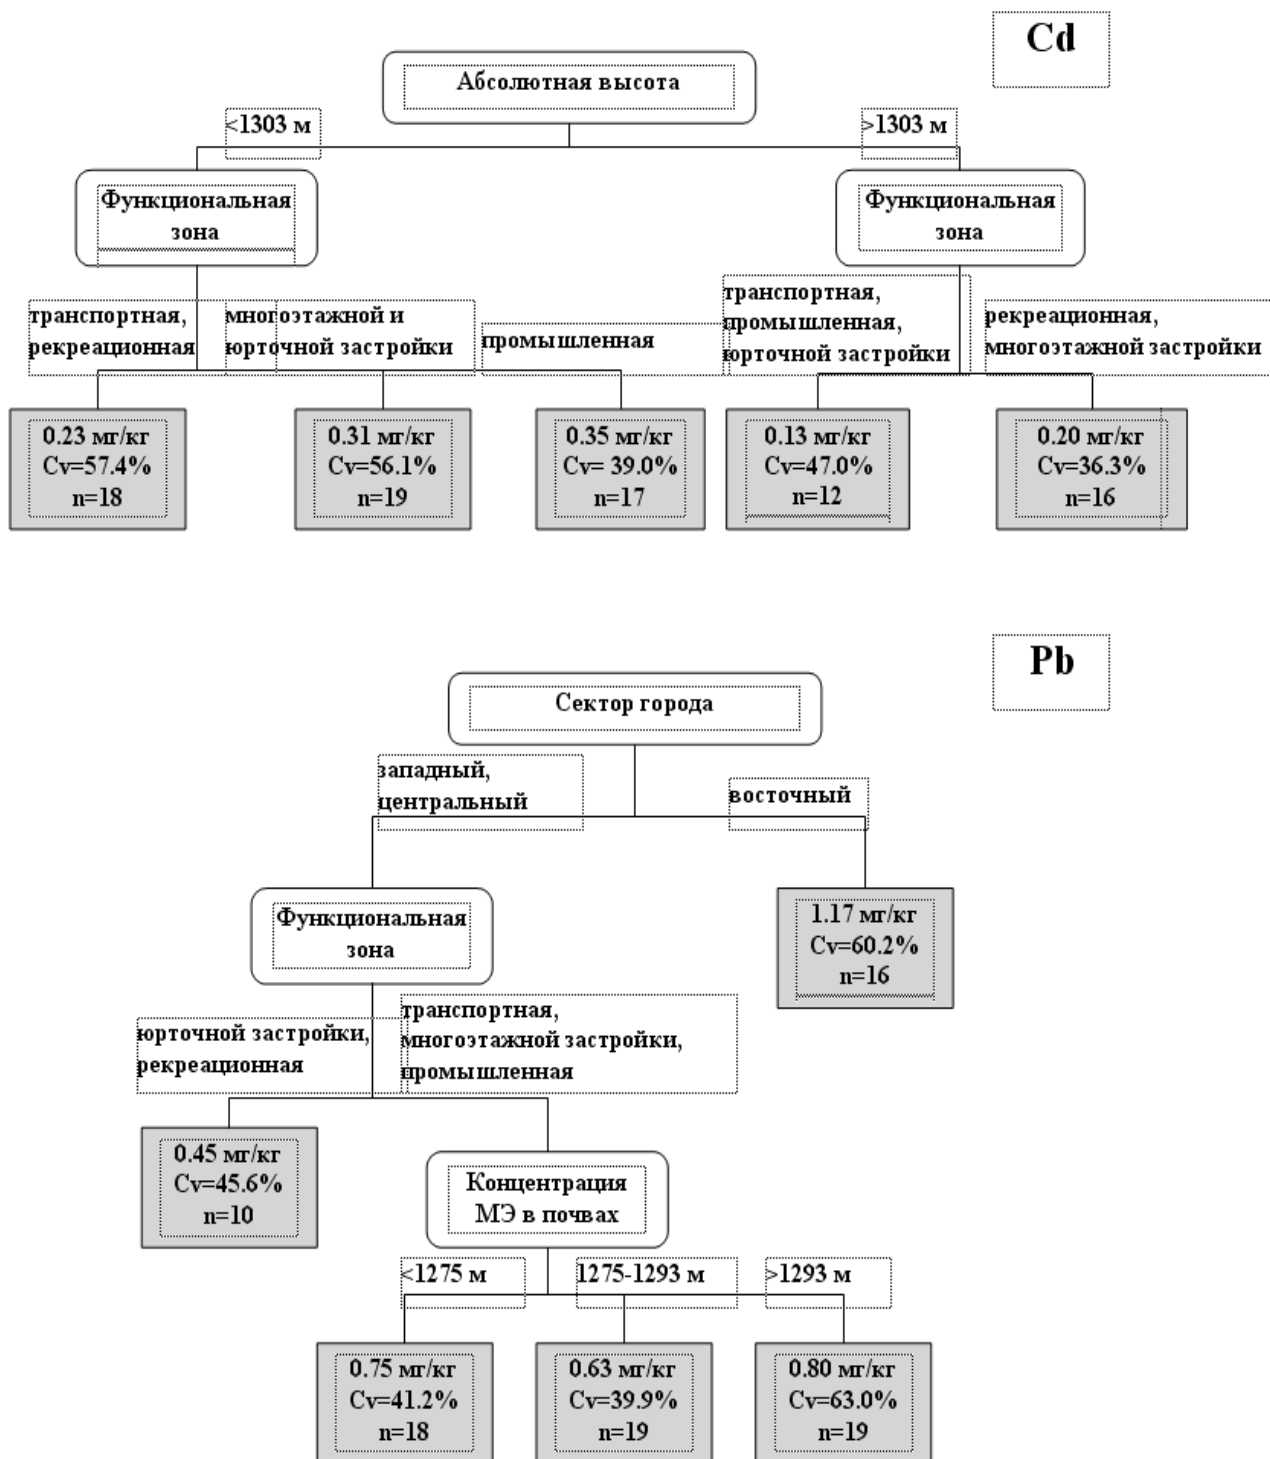 Cd
Абсолютная высота
<1303 м
>1303 м
Функциональная
зона
Функциональная
зона
транспортная,
рекреационная
многоэтажной и
юрточной застройки
промышленная
транспортная,
промышленная,
юрточной застройки
рекреационная,
многоэтажной застройки
0.23 мг/кг
Cv=57.4%
n=18
0.31 мг/кг
Cv=56.1%
n=19
0.35 мг/кг
Cv= 39.0%
n=17
0.13 мг/кг
Cv=47.0%
n=12
0.20 мг/кг
Cv=36.3%
n=16
Pb
Сектор города
западный,
центральный
восточный
Функциональная
зона
1.17 мг/кг
Cv=60.2%
n=16
юрточной застройки,
рекреационная
транспортная,
многоэтажной застройки,
промышленная
0.45 мг/кг
Cv=45.6%
n=10
Концентрация
МЭ в почвах
<1275 м
1275-1293 м
>1293 м
0.75 мг/кг
Cv=41.2%
n=18
0.63 мг/кг
Cv=39.9%
n=19
0.80 мг/кг
Cv=63.0%
n=19